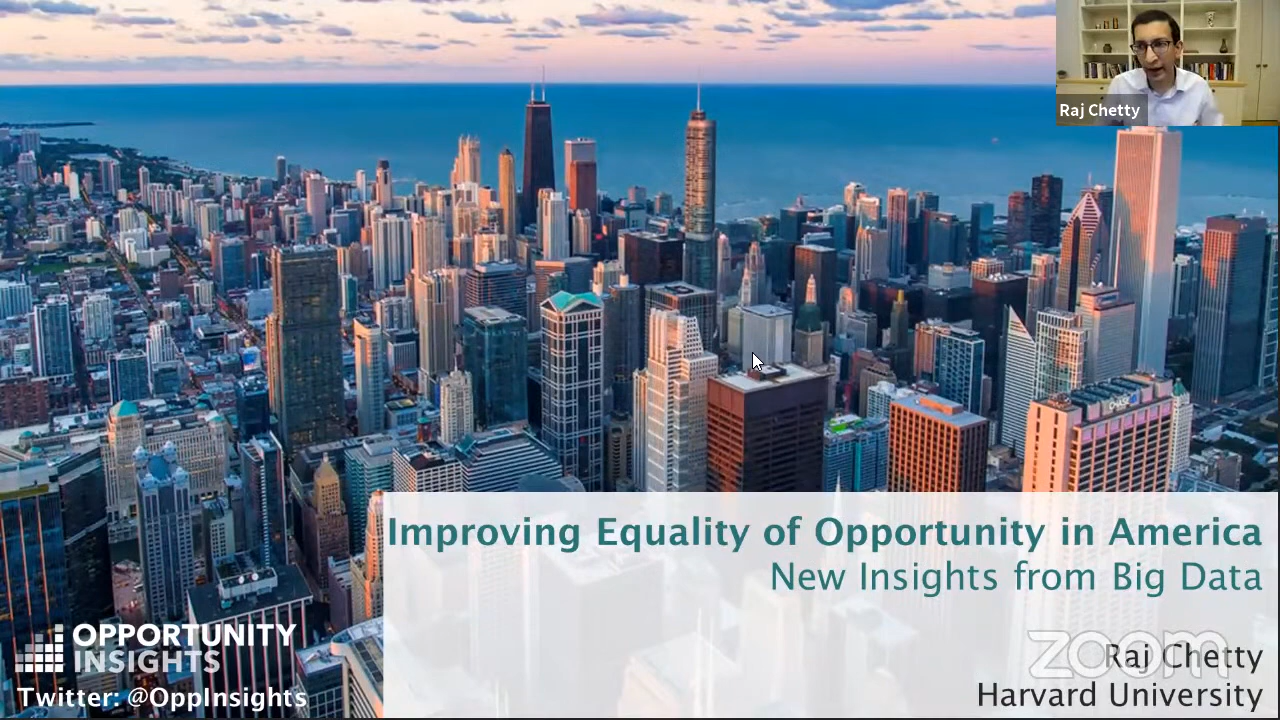 Raj Chetty
Improving Equality of Opportunity in America
New Insights from Big Data
OPPORTUNITY
INSIGHTS
Twitter: @OppInsights
zoom
Raj Chetty
Harvard University